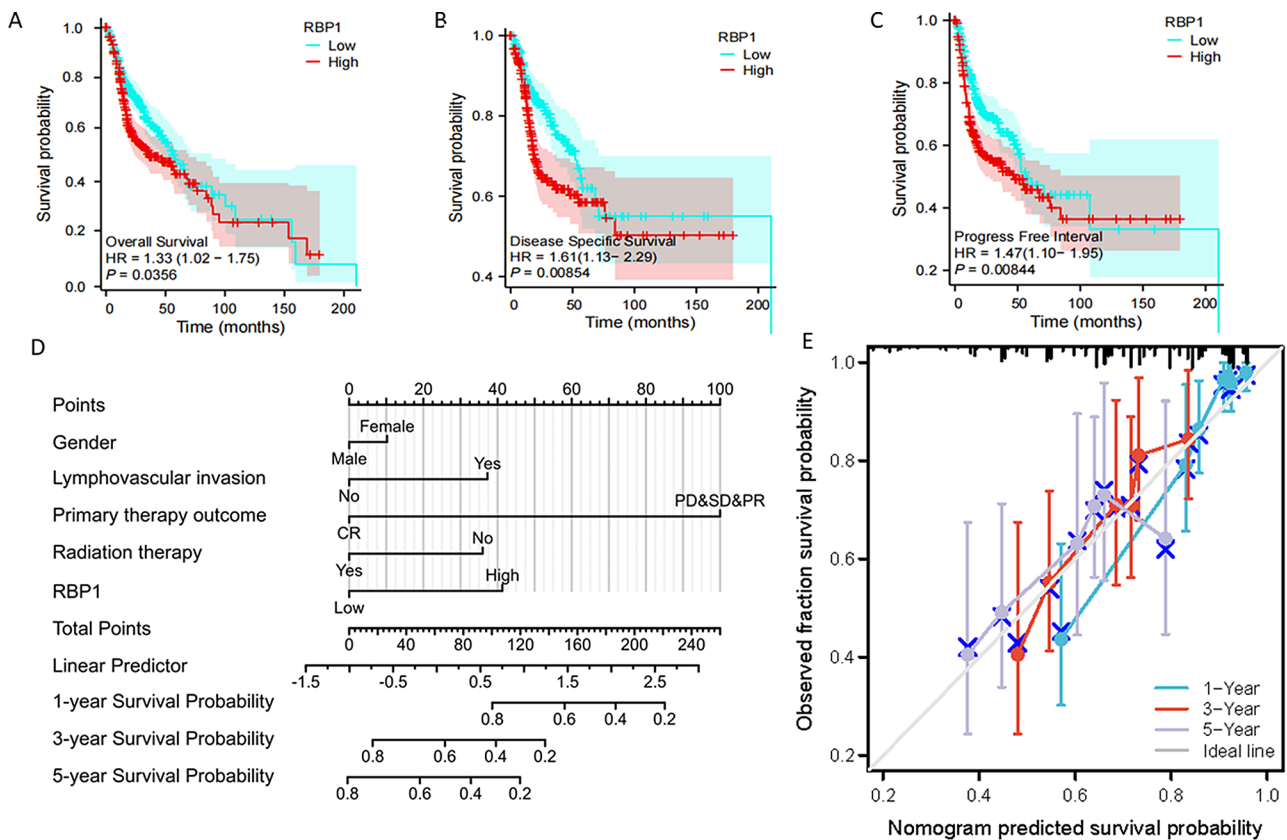 A
RBP1
Low
High
1.0
0.8
0.6
0.4
0.2
0.0
Survival probability
Overall Survival
HR = 1.33 (1.02 − 1.75)
P = 0.0356
0 50 100 150 200
Time (months)
B
RBP1
Low
High
1.0
0.8
0.6
0.4
Survival probability
Disease Specific Survival
HR = 1.61(1.13− 2.29)
P = 0.00854
0 50 100 150 200
Time (months)
C
RBP1
Low
High
1.0
0.8
0.6
0.4
0.2
Survival probability
Progress Free Interval
HR = 1.47(1.10− 1.95)
P = 0.00844
0 50 100 150 200
Time (months)
D
0 20 40 60 80 100
Points
Female
Gender
Male
Yes
Lymphovascular invasion
No
PD&SD&PR
Primary therapy outcome
CR
No
Radiation therapy
Yes
High
RBP1
Low
Total Points
0 40 80 120 160 200 240
Linear Predictor
-1.5 -0.5 0.5 1.5 2.5
1-year Survival Probability
0.8 0.6 0.4 0.2
3-year Survival Probability
0.8 0.6 0.4 0.2
5-year Survival Probability
0.8 0.6 0.4 0.2
E
1.0
0.8
0.6
0.4
0.2
Observed fraction survival probability
1−Year
3−Year
5−Year
Ideal line
0.2 0.4 0.6 0.8 1.0
Nomogram predicted survival probability